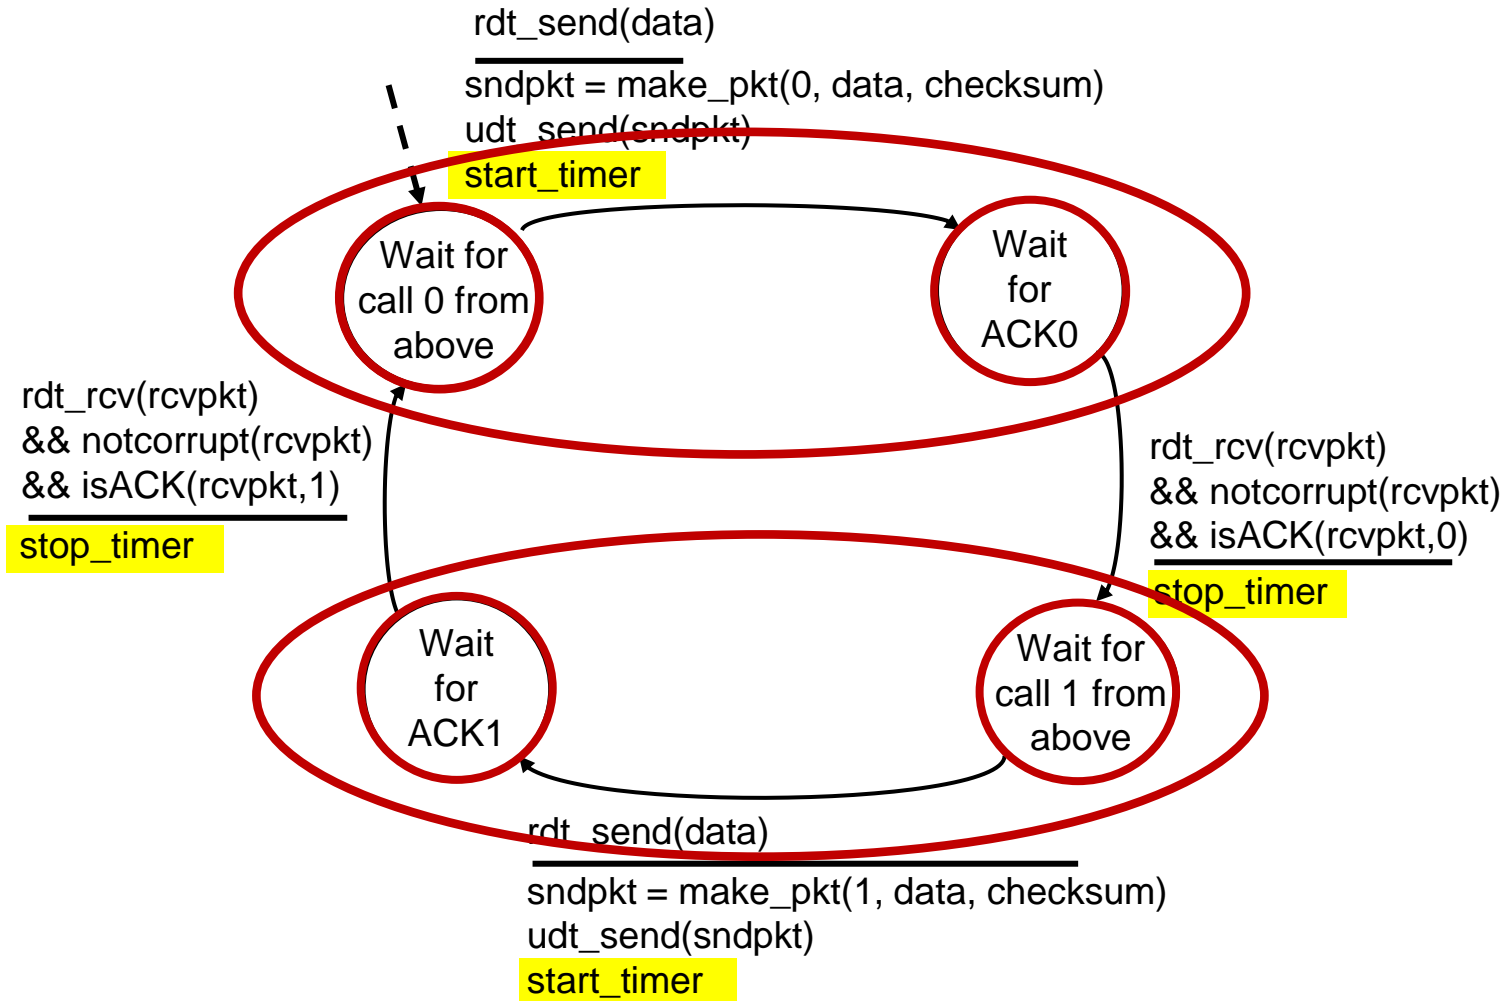 rdt_send(data)
sndpkt = make_pkt(0, data, checksum)
udt_send(sndpkt)
start_timer
Wait for
call 0 from
above
Wait
for
ACK0
rdt_rcv(rcvpkt)
&& notcorrupt(rcvpkt)
&& isACK(rcvpkt,1)
stop_timer
rdt_rcv(rcvpkt)
&& notcorrupt(rcvpkt)
&& isACK(rcvpkt,0)
stop_timer
Wait
for
ACK1
Wait for
call 1 from
above
rdt_send(data)
sndpkt = make_pkt(1, data, checksum)
udt_send(sndpkt)
start_timer